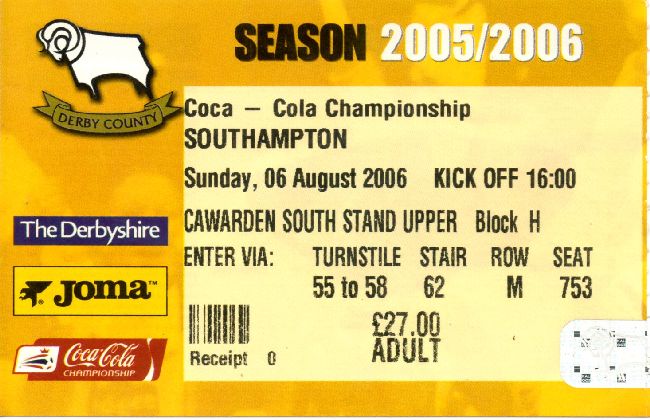 SEASON 2005/2006
DERBY COUNTY
Coca – Cola Championship
SOUTHAMPTON
Sunday, 06 August 2006 KICK OFF 16:00
CAWARDEN SOUTH STAND UPPER Block H
ENTER VIA: TURNSTILE STAIR ROW SEAT
55 to 58 62 M 753
The Derbyshire
Joma™
£27.00
ADULT
Receipt 0
Coca-Cola
CHAMPIONSHIP